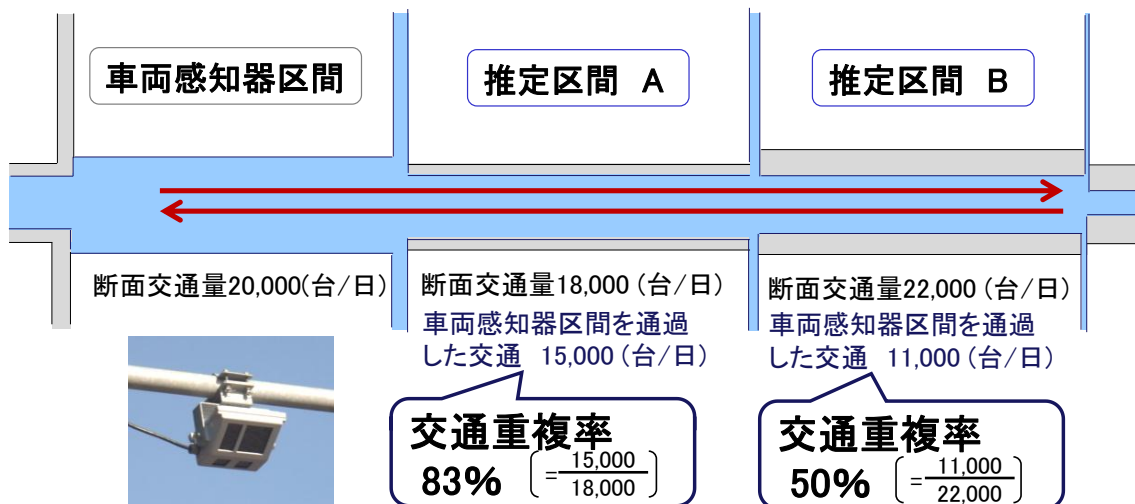 車両感知器区間
推定区間 A
推定区間 B
断面交通量20,000(台/日)
断面交通量18,000(台/日)
車両感知器区間を通過
した交通 15,000(台/日)
断面交通量22,000(台/日)
車両感知器区間を通過
した交通 11,000(台/日)
交通重複率
83% (=15,000/18,000)
交通重複率
50% (=11,000/22,000)